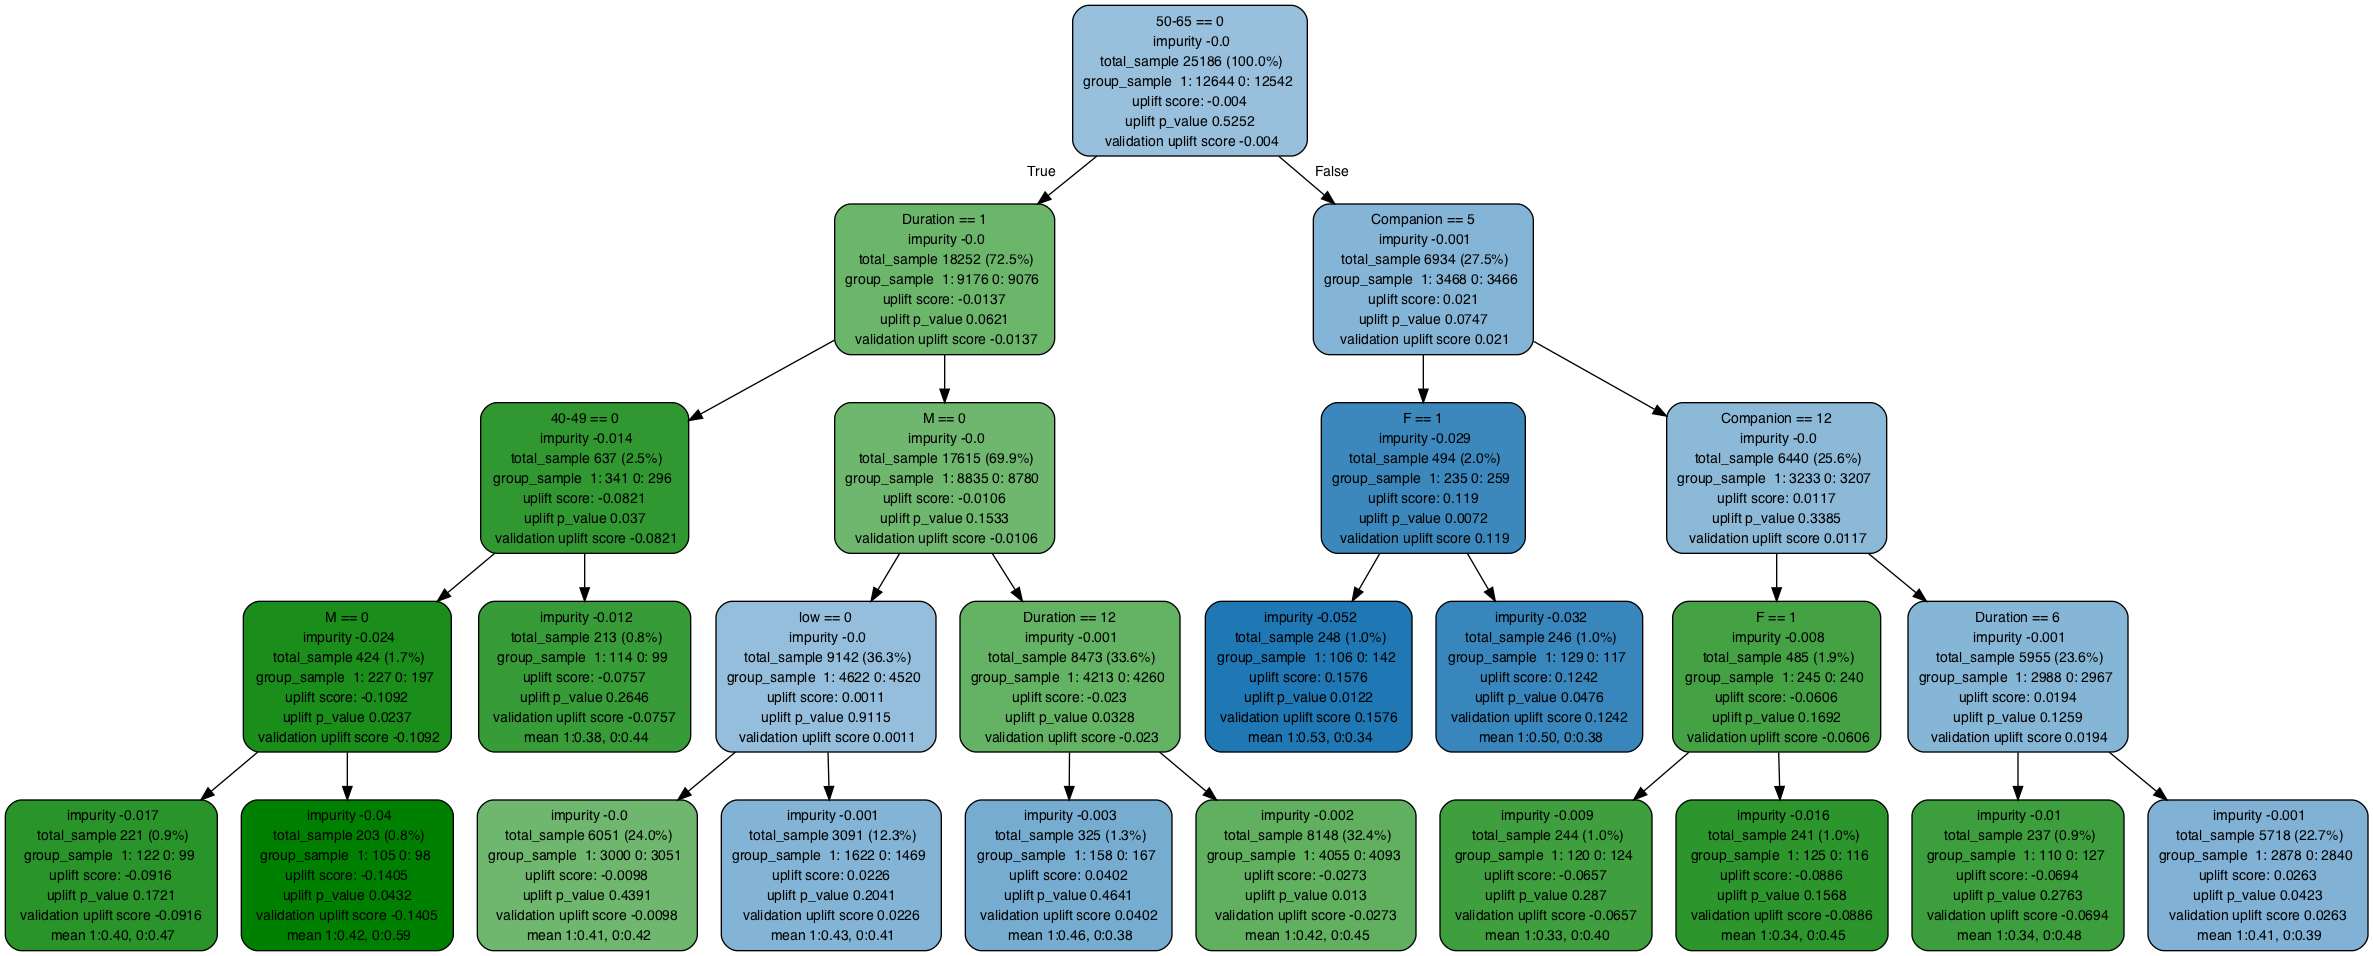 50-65 == 0
impurity -0.0
total_sample 25186 (100.0%)
group_sample 1: 12644 0: 12542
uplift score: -0.004
uplift p_value 0.5252
validation uplift score -0.004
True
False
Duration == 1
impurity -0.0
total_sample 18252 (72.5%)
group_sample 1: 9176 0: 9076
uplift score: -0.0137
uplift p_value 0.0621
validation uplift score -0.0137
Companion == 5
impurity -0.001
total_sample 6934 (27.5%)
group_sample 1: 3468 0: 3466
uplift score: 0.021
uplift p_value 0.0747
validation uplift score 0.021
40-49 == 0
impurity -0.014
total_sample 637 (2.5%)
group_sample 1: 341 0: 296
uplift score: -0.0821
uplift p_value 0.037
validation uplift score -0.0821
M == 0
impurity -0.0
total_sample 17615 (69.9%)
group_sample 1: 8835 0: 8780
uplift score: -0.0106
uplift p_value 0.1533
validation uplift score -0.0106
F == 1
impurity -0.029
total_sample 494 (2.0%)
group_sample 1: 235 0: 259
uplift score: 0.119
uplift p_value 0.0072
validation uplift score 0.119
Companion == 12
impurity -0.0
total_sample 6440 (25.6%)
group_sample 1: 3233 0: 3207
uplift score: 0.0117
uplift p_value 0.3385
validation uplift score 0.0117
M == 0
impurity -0.024
total_sample 424 (1.7%)
group_sample 1: 227 0: 197
uplift score: -0.1092
uplift p_value 0.0237
validation uplift score -0.1092
impurity -0.012
total_sample 213 (0.8%)
group_sample 1: 114 0: 99
uplift score: -0.0757
uplift p_value 0.2646
validation uplift score -0.0757
mean 1:0.38, 0:0.44
low == 0
impurity -0.0
total_sample 9142 (36.3%)
group_sample 1: 4622 0: 4520
uplift score: 0.0011
uplift p_value 0.9115
validation uplift score 0.0011
Duration == 12
impurity -0.001
total_sample 8473 (33.6%)
group_sample 1: 4213 0: 4260
uplift score: -0.023
uplift p_value 0.0328
validation uplift score -0.023
impurity -0.052
total_sample 248 (1.0%)
group_sample 1: 106 0: 142
uplift score: 0.1576
uplift p_value 0.0122
validation uplift score 0.1576
mean 1:0.53, 0:0.34
impurity -0.032
total_sample 246 (1.0%)
group_sample 1: 129 0: 117
uplift score: 0.1242
uplift p_value 0.0476
validation uplift score 0.1242
mean 1:0.50, 0:0.38
F == 1
impurity -0.008
total_sample 485 (1.9%)
group_sample 1: 245 0: 240
uplift score: -0.0606
uplift p_value 0.1692
validation uplift score -0.0606
Duration == 6
impurity -0.001
total_sample 5955 (23.6%)
group_sample 1: 2988 0: 2967
uplift score: 0.0194
uplift p_value 0.1259
validation uplift score 0.0194
impurity -0.017
total_sample 221 (0.9%)
group_sample 1: 122 0: 99
uplift score: -0.0916
uplift p_value 0.1721
validation uplift score -0.0916
mean 1:0.40, 0:0.47
impurity -0.04
total_sample 203 (0.8%)
group_sample 1: 105 0: 98
uplift score: -0.1405
uplift p_value 0.0432
validation uplift score -0.1405
mean 1:0.42, 0:0.59
impurity -0.0
total_sample 6051 (24.0%)
group_sample 1: 3000 0: 3051
uplift score: -0.0098
uplift p_value 0.4391
validation uplift score -0.0098
mean 1:0.41, 0:0.42
impurity -0.001
total_sample 3091 (12.3%)
group_sample 1: 1622 0: 1469
uplift score: 0.0226
uplift p_value 0.2041
validation uplift score 0.0226
mean 1:0.43, 0:0.41
impurity -0.003
total_sample 325 (1.3%)
group_sample 1: 158 0: 167
uplift score: 0.0402
uplift p_value 0.4641
validation uplift score 0.0402
mean 1:0.46, 0:0.38
impurity -0.002
total_sample 8148 (32.4%)
group_sample 1: 4055 0: 4093
uplift score: -0.0273
uplift p_value 0.013
validation uplift score -0.0273
mean 1:0.42, 0:0.45
impurity -0.009
total_sample 244 (1.0%)
group_sample 1: 120 0: 124
uplift score: -0.0657
uplift p_value 0.287
validation uplift score -0.0657
mean 1:0.33, 0:0.40
impurity -0.016
total_sample 241 (1.0%)
group_sample 1: 125 0: 116
uplift score: -0.0886
uplift p_value 0.1568
validation uplift score -0.0886
mean 1:0.34, 0:0.45
impurity -0.01
total_sample 237 (0.9%)
group_sample 1: 110 0: 127
uplift score: -0.0694
uplift p_value 0.2763
validation uplift score -0.0694
mean 1:0.34, 0:0.48
impurity -0.001
total_sample 5718 (22.7%)
group_sample 1: 2878 0: 2840
uplift score: 0.0263
uplift p_value 0.0423
validation uplift score 0.0263
mean 1:0.41, 0:0.39